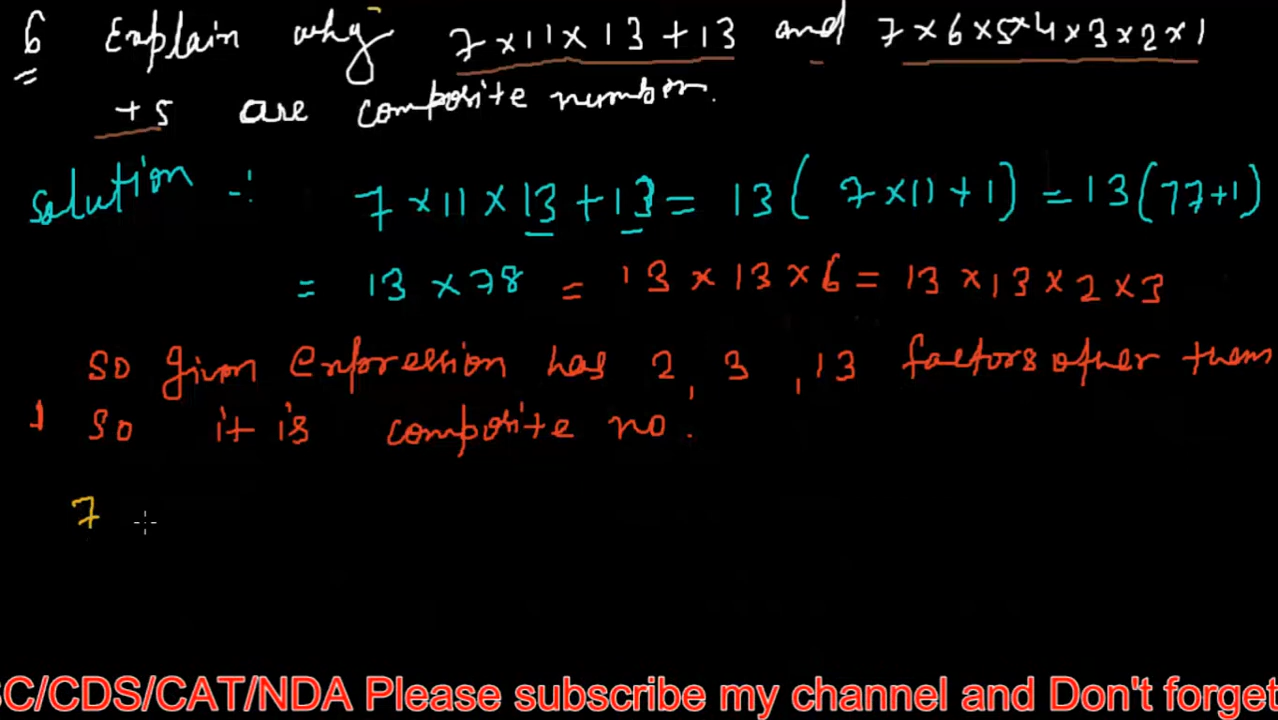 6 Explain why 7×11×13+13 and 7×6×5×4×3×2×1
+5 are composite number.
Solution -: 7×11×13+13= 13(7×11+1) =13(77+1)
= 13×78 = 13×13×6= 13×13×2×3
So given expression has 2, 3, 13 factors other them
1 So it is composite no.
7
SC/CDS/CAT/NDA Please subscribe my channel and Don't forget